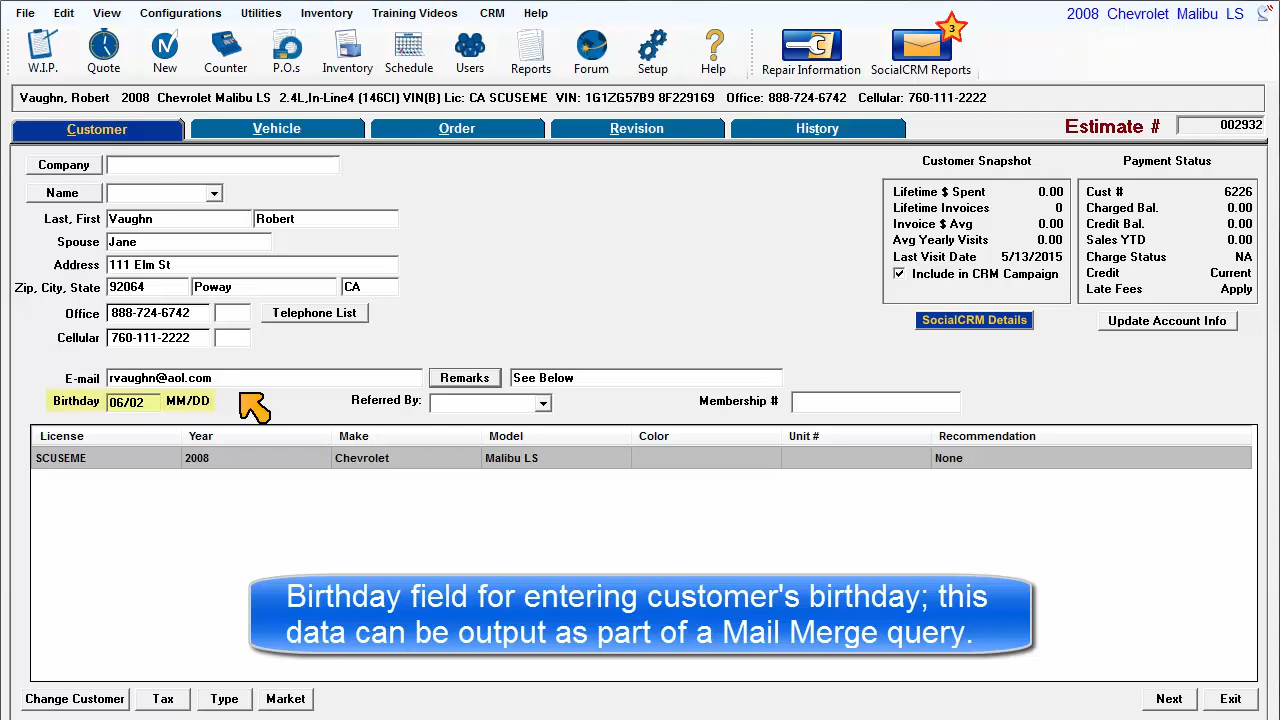 File Edit View Configurations Utilities Inventory Training Videos CRM Help
2008 Chevrolet Malibu LS
3
W.I.P. Quote New Counter P.O.s Inventory Schedule Users Reports Forum Setup Help Repair Information SocialCRM Reports
Vaughn, Robert 2008 Chevrolet Malibu LS 2.4L,In-Line4 (146CI) VIN(B) Lic: CA SCUSEME VIN: 1G1ZG57B9 8F229169 Office: 888-724-6742 Cellular: 760-111-2222
Customer Vehicle Order Revision History Estimate # 002932
Company
Name
Last, First Vaughn Robert
Spouse Jane
Address 111 Elm St
Zip, City, State 92064 Poway CA
Office 888-724-6742 Telephone List
Cellular 760-111-2222
Customer Snapshot
Lifetime $ Spent 0.00
Lifetime Invoices 0
Invoice $ Avg 0.00
Avg Yearly Visits 0.00
Last Visit Date 5/13/2015
Include in CRM Campaign
SocialCRM Details
Payment Status
Cust # 6226
Charged Bal. 0.00
Credit Bal. 0.00
Sales YTD 0.00
Charge Status NA
Credit Current
Late Fees Apply
Update Account Info
E-mail rvaughn@aol.com Remarks See Below
Birthday 06/02 MM/DD Referred By: Membership #
License Year Make Model Color Unit # Recommendation
SCUSEME 2008 Chevrolet Malibu LS None
Birthday field for entering customer's birthday; this
data can be output as part of a Mail Merge query.
Change Customer Tax Type Market Next Exit